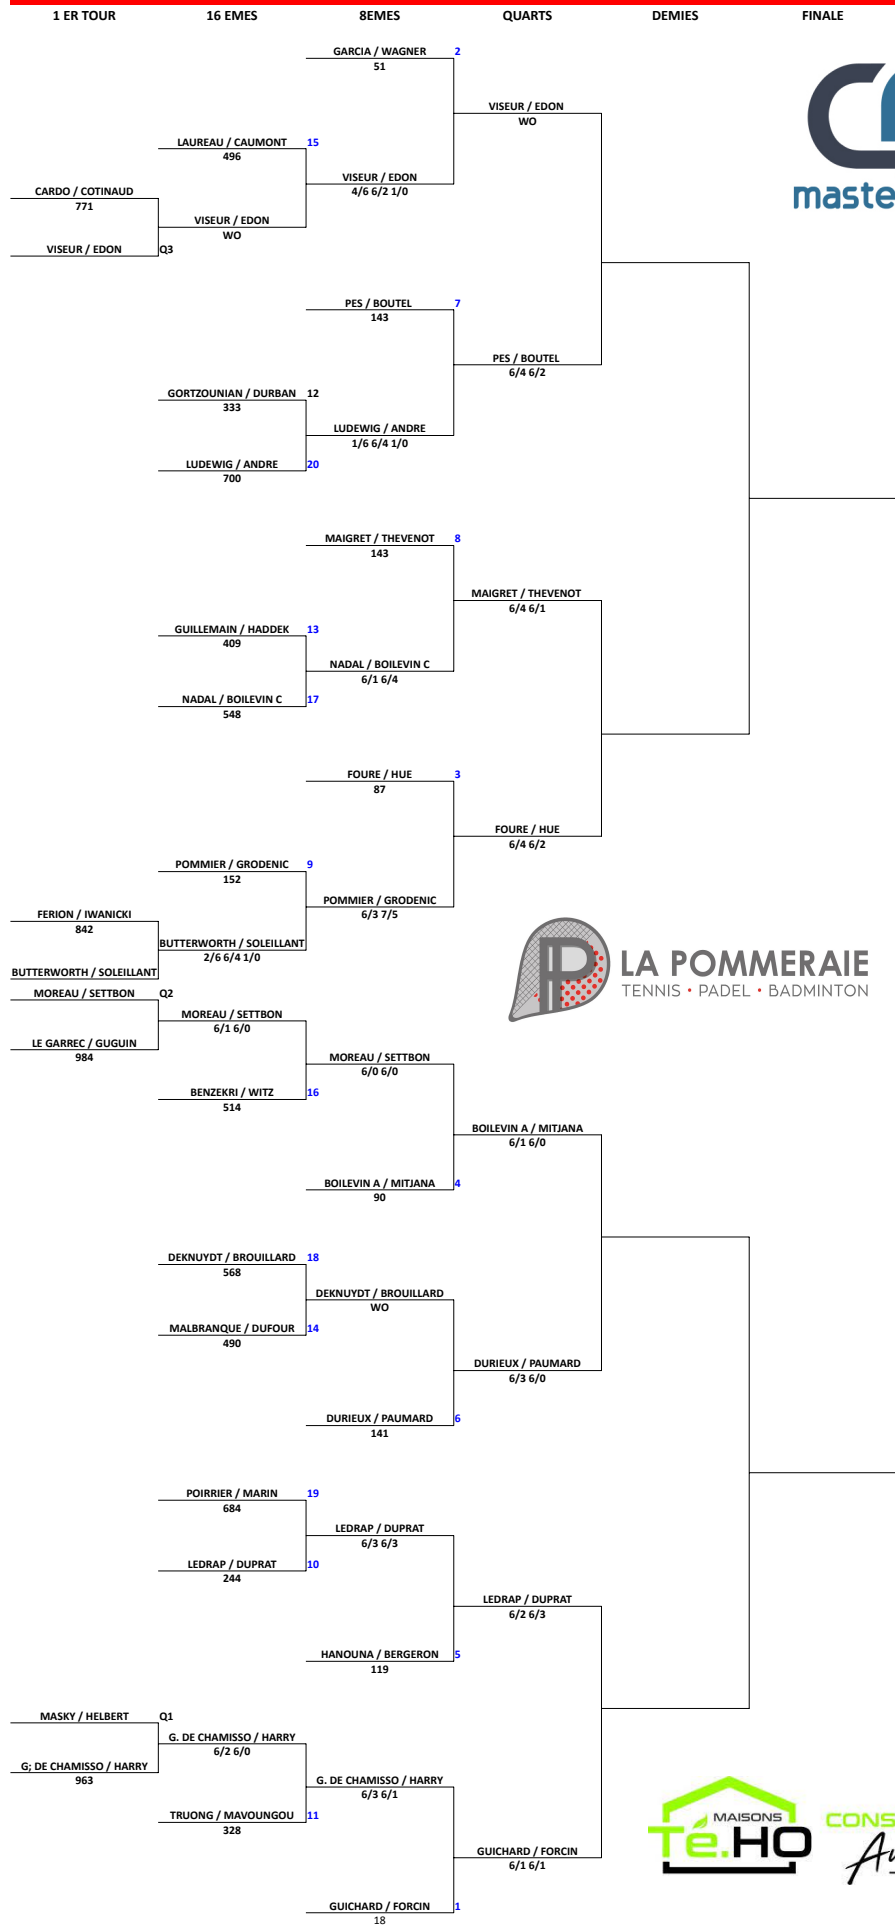 1 ER TOUR 16 EMES 8EMES QUARTS DEMIES FINALE
GARCIA / WAGNER 2
51
VISEUR / EDON
WO
LAUREAU / CAUMONT 15
496
VISEUR / EDON
4/6 6/2 1/0
CARDO / COTINAUD
771
VISEUR / EDON
WO
VISEUR / EDON Q3
maste
PES / BOUTEL 7
143
PES / BOUTEL
6/4 6/2
GORTZOUNIAN / DURBAN 12
333
LUDEWIG / ANDRE
1/6 6/4 1/0
LUDEWIG / ANDRE 20
700
MAIGRET / THEVENOT 8
143
MAIGRET / THEVENOT
6/4 6/1
GUILLEMAIN / HADDEK 13
409
NADAL / BOILEVIN C
6/1 6/4
NADAL / BOILEVIN C 17
548
FOURE / HUE 3
87
FOURE / HUE
6/4 6/2
POMMIER / GRODENIC 9
152
POMMIER / GRODENIC
6/3 7/5
FERION / IWANICKI
842
BUTTERWORTH / SOLEILLANT
2/6 6/4 1/0
BUTTERWORTH / SOLEILLANT
LA POMMERAIE
TENNIS • PADEL • BADMINTON
MOREAU / SETTBON Q2
MOREAU / SETTBON
6/1 6/0
LE GARREC / GUGUIN
984
MOREAU / SETTBON
6/0 6/0
BENZEKRI / WITZ 16
514
BOILEVIN A / MITJANA
6/1 6/0
BOILEVIN A / MITJANA 4
90
DEKNUYDT / BROUILLARD 18
568
DEKNUYDT / BROUILLARD
WO
MALBRANQUE / DUFOUR 14
490
DURIEUX / PAUMARD
6/3 6/0
DURIEUX / PAUMARD 6
141
POIRRIER / MARIN 19
684
LEDRAP / DUPRAT
6/3 6/3
LEDRAP / DUPRAT 10
244
LEDRAP / DUPRAT
6/2 6/3
HANOUNA / BERGERON 5
119
MASKY / HELBERT Q1
G. DE CHAMISSO / HARRY
6/2 6/0
G; DE CHAMISSO / HARRY
963
G. DE CHAMISSO / HARRY
6/3 6/1
TRUONG / MAVOUNGOU 11
328
GUICHARD / FORCIN
6/1 6/1
GUICHARD / FORCIN 1
18
MAISONS
Té.HO
CONS